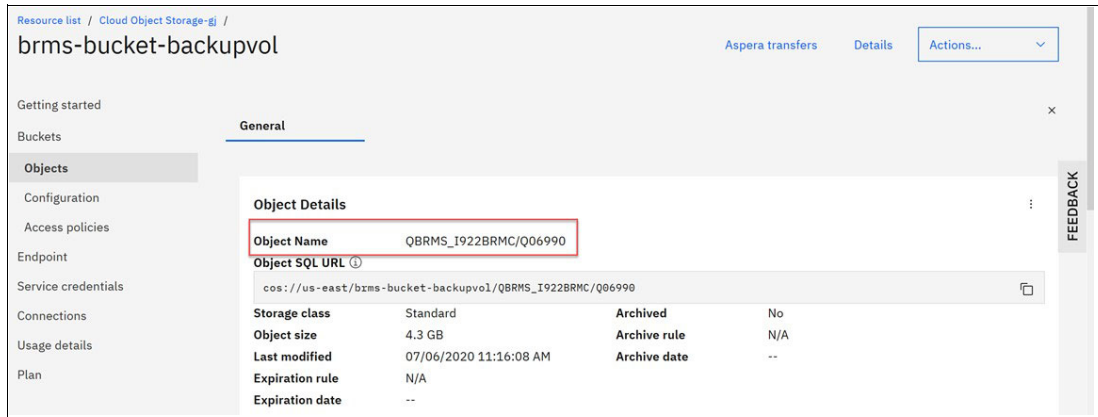 Resource list / Cloud Object Storage-gj /
brms-bucket-backupvol
Aspera transfers
Details
Actions...
Getting started
Buckets
Objects
Configuration
Access policies
Endpoint
Service credentials
Connections
Usage details
Plan
General
×
FEEDBACK
Object Details
Object Name QBRMS_I922BRMC/Q06990
Object SQL URL
cos://us-east/brms-bucket-backupvol/QBRMS_I922BRMC/Q06990
Storage class Standard Archived No
Object size 4.3 GB Archive rule N/A
Last modified 07/06/2020 11:16:08 AM Archive date --
Expiration rule N/A
Expiration date --